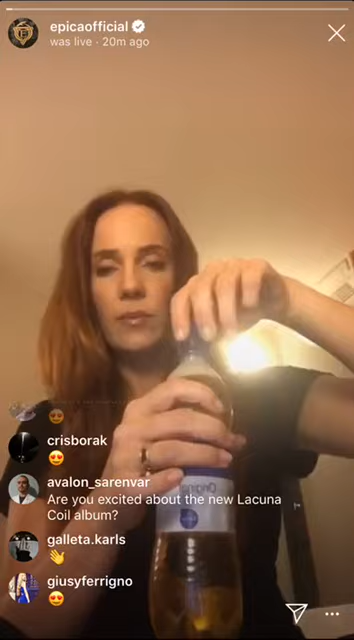 epicaofficial
was live · 20m ago
crisborak
😍
avalon_sarenvar
Are you excited about the new Lacuna
Coil album?
galleta.karls
👋
giusyferrigno
😍
Original